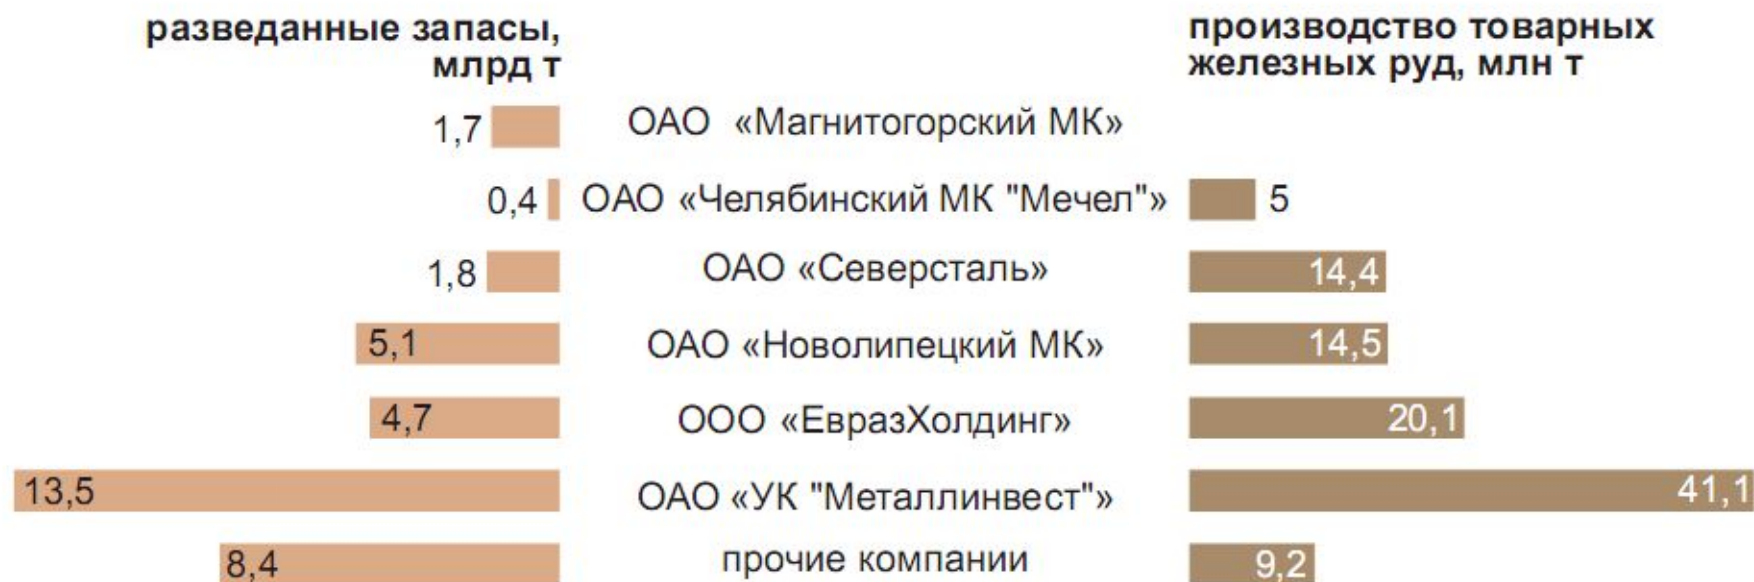 разведанные запасы,
млрд т
производство товарных
железных руд, млн т
1,7 ОАО «Магнитогорский МК»
0,4 ОАО «Челябинский МК "Мечел"» 5
1,8 ОАО «Северсталь» 14,4
5,1 ОАО «Новолипецкий МК» 14,5
4,7 ООО «ЕвразХолдинг» 20,1
13,5 ОАО «УК "Металлинвест"» 41,1
8,4 прочие компании 9,2